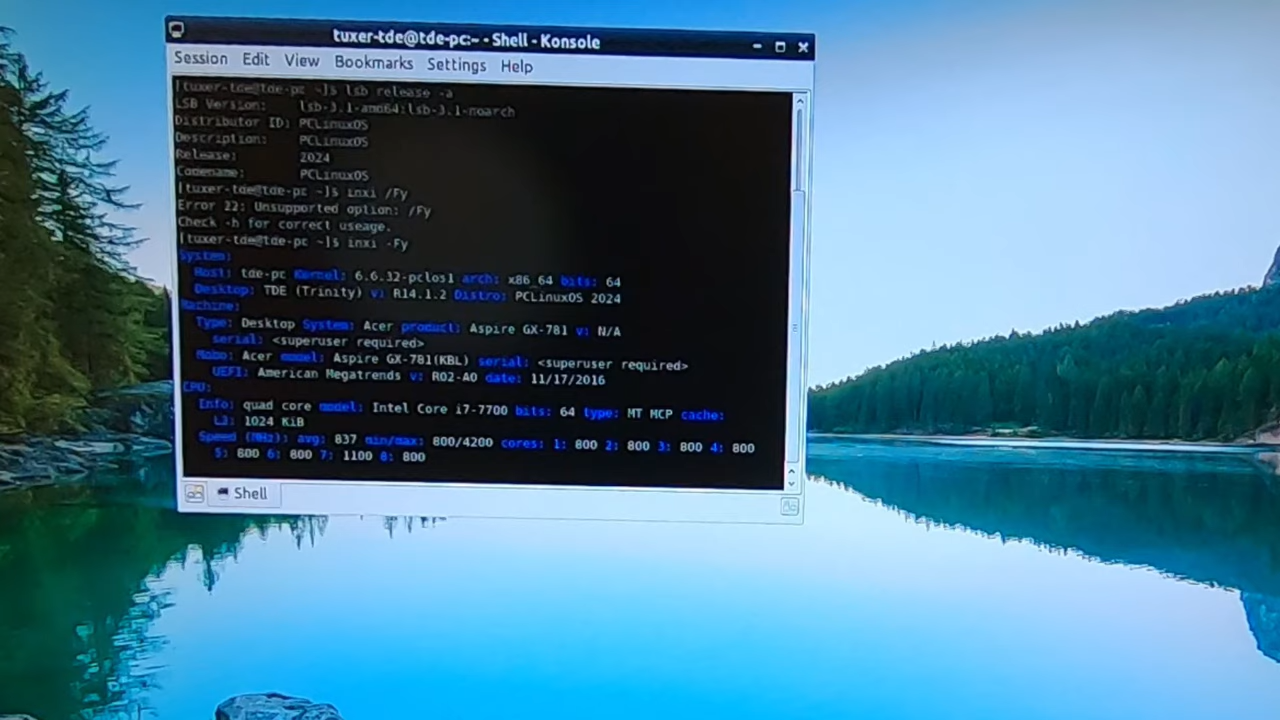 tuxer-tde@tde-pc:~ - Shell - Konsole
Session Edit View Bookmarks Settings Help
[tuxer-tde@tde-pc ~]$ lsb_release -a
LSB Version: lsb-3.1-amd64:lsb-3.1-noarch
Distributor ID: PCLinuxOS
Description: PCLinuxOS
Release: 2024
Codename: PCLinuxOS
[tuxer-tde@tde-pc ~]$ inxi /Fy
Error 22: Unsupported option: /Fy
Check -h for correct useage.
[tuxer-tde@tde-pc ~]$ inxi -Fy
System:
Host: tde-pc Kernel: 6.6.32-pclos1 arch: x86_64 bits: 64
Desktop: TDE (Trinity) v: R14.1.2 Distro: PCLinuxOS 2024
Machine:
Type: Desktop System: Acer product: Aspire GX-781 v: N/A
serial: <superuser required>
Mobo: Acer model: Aspire GX-781(KBL) serial: <superuser required>
UEFI: American Megatrends v: R02-A0 date: 11/17/2016
CPU:
Info: quad core model: Intel Core i7-7700 bits: 64 type: MT MCP cache:
L2: 1024 KiB
Speed (MHz): avg: 837 min/max: 800/4200 cores: 1: 800 2: 800 3: 800 4: 800
5: 800 6: 800 7: 1100 8: 800
Shell